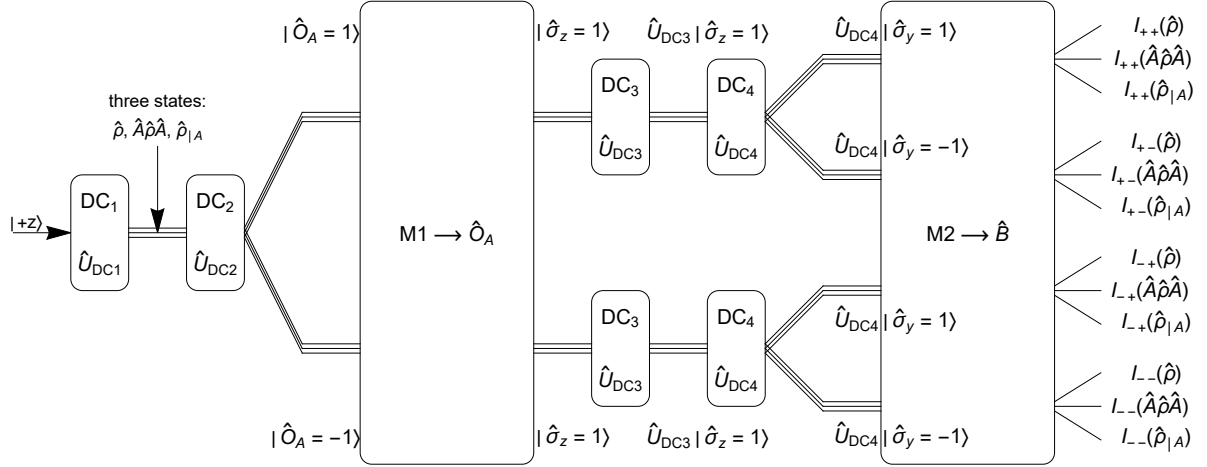 |+z⟩
DC₁
Û_DC1
three states:
ρ̂, Âρ̂Â, ρ̂_|A
DC₂
Û_DC2
| Ô_A = 1⟩
| Ô_A = −1⟩
M1 ⟶ Ô_A
| σ̂_z = 1⟩
| σ̂_z = 1⟩
DC₃
Û_DC3
DC₃
Û_DC3
Û_DC3 | σ̂_z = 1⟩
Û_DC3 | σ̂_z = 1⟩
DC₄
Û_DC4
DC₄
Û_DC4
Û_DC4 | σ̂_y = 1⟩
Û_DC4 | σ̂_y = −1⟩
Û_DC4 | σ̂_y = 1⟩
Û_DC4 | σ̂_y = −1⟩
M2 ⟶ B̂
I₊₊(ρ̂)
I₊₊(Âρ̂Â)
I₊₊(ρ̂_|A)
I₊₋(ρ̂)
I₊₋(Âρ̂Â)
I₊₋(ρ̂_|A)
I₋₊(ρ̂)
I₋₊(Âρ̂Â)
I₋₊(ρ̂_|A)
I₋₋(ρ̂)
I₋₋(Âρ̂Â)
I₋₋(ρ̂_|A)